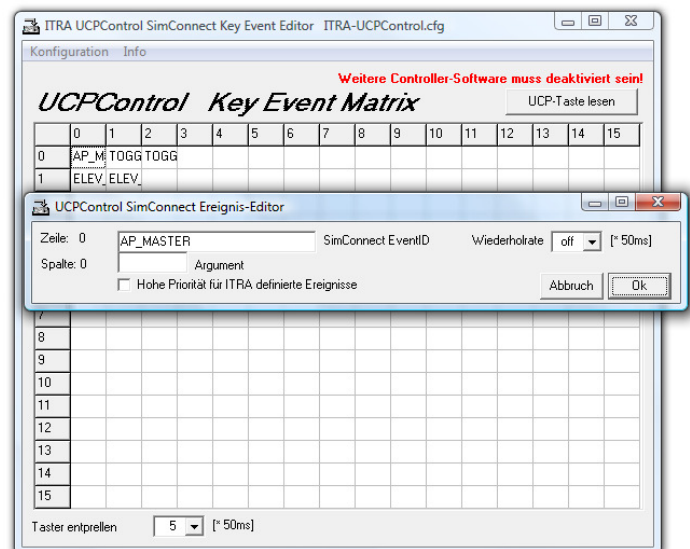 ITRA UCPControl SimConnect Key Event Editor ITRA-UCPControl.cfg
Konfiguration Info
Weitere Controller-Software muss deaktiviert sein!
UCPControl Key Event Matrix
UCP-Taste lesen
0 1 2 3 4 5 6 7 8 9 10 11 12 13 14 15
0 AP_M TOGG TOGG
1 ELEV_ ELEV_
UCPControl SimConnect Ereignis-Editor
Zeile: 0 AP_MASTER SimConnect EventID Wiederholrate off [* 50ms]
Spalte: 0 Argument
Hohe Priorität für ITRA definierte Ereignisse Abbruch Ok
7
8
9
10
11
12
13
14
15
Taster entprellen 5 [* 50ms]